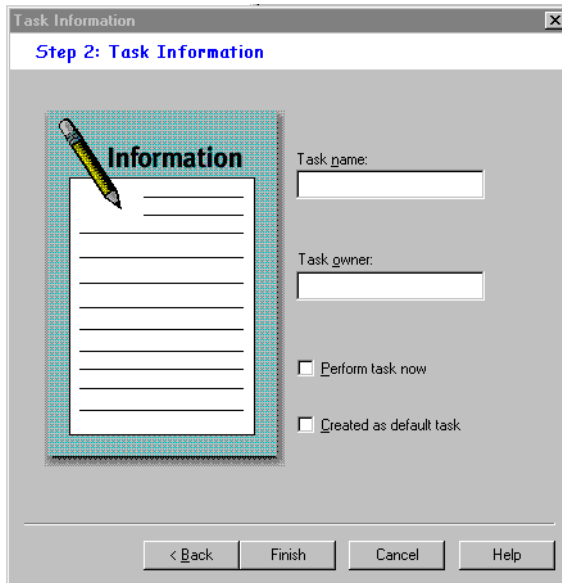 Task Information
Step 2: Task Information
Information
Task name:
Task owner:
Perform task now
Created as default task
< Back Finish Cancel Help